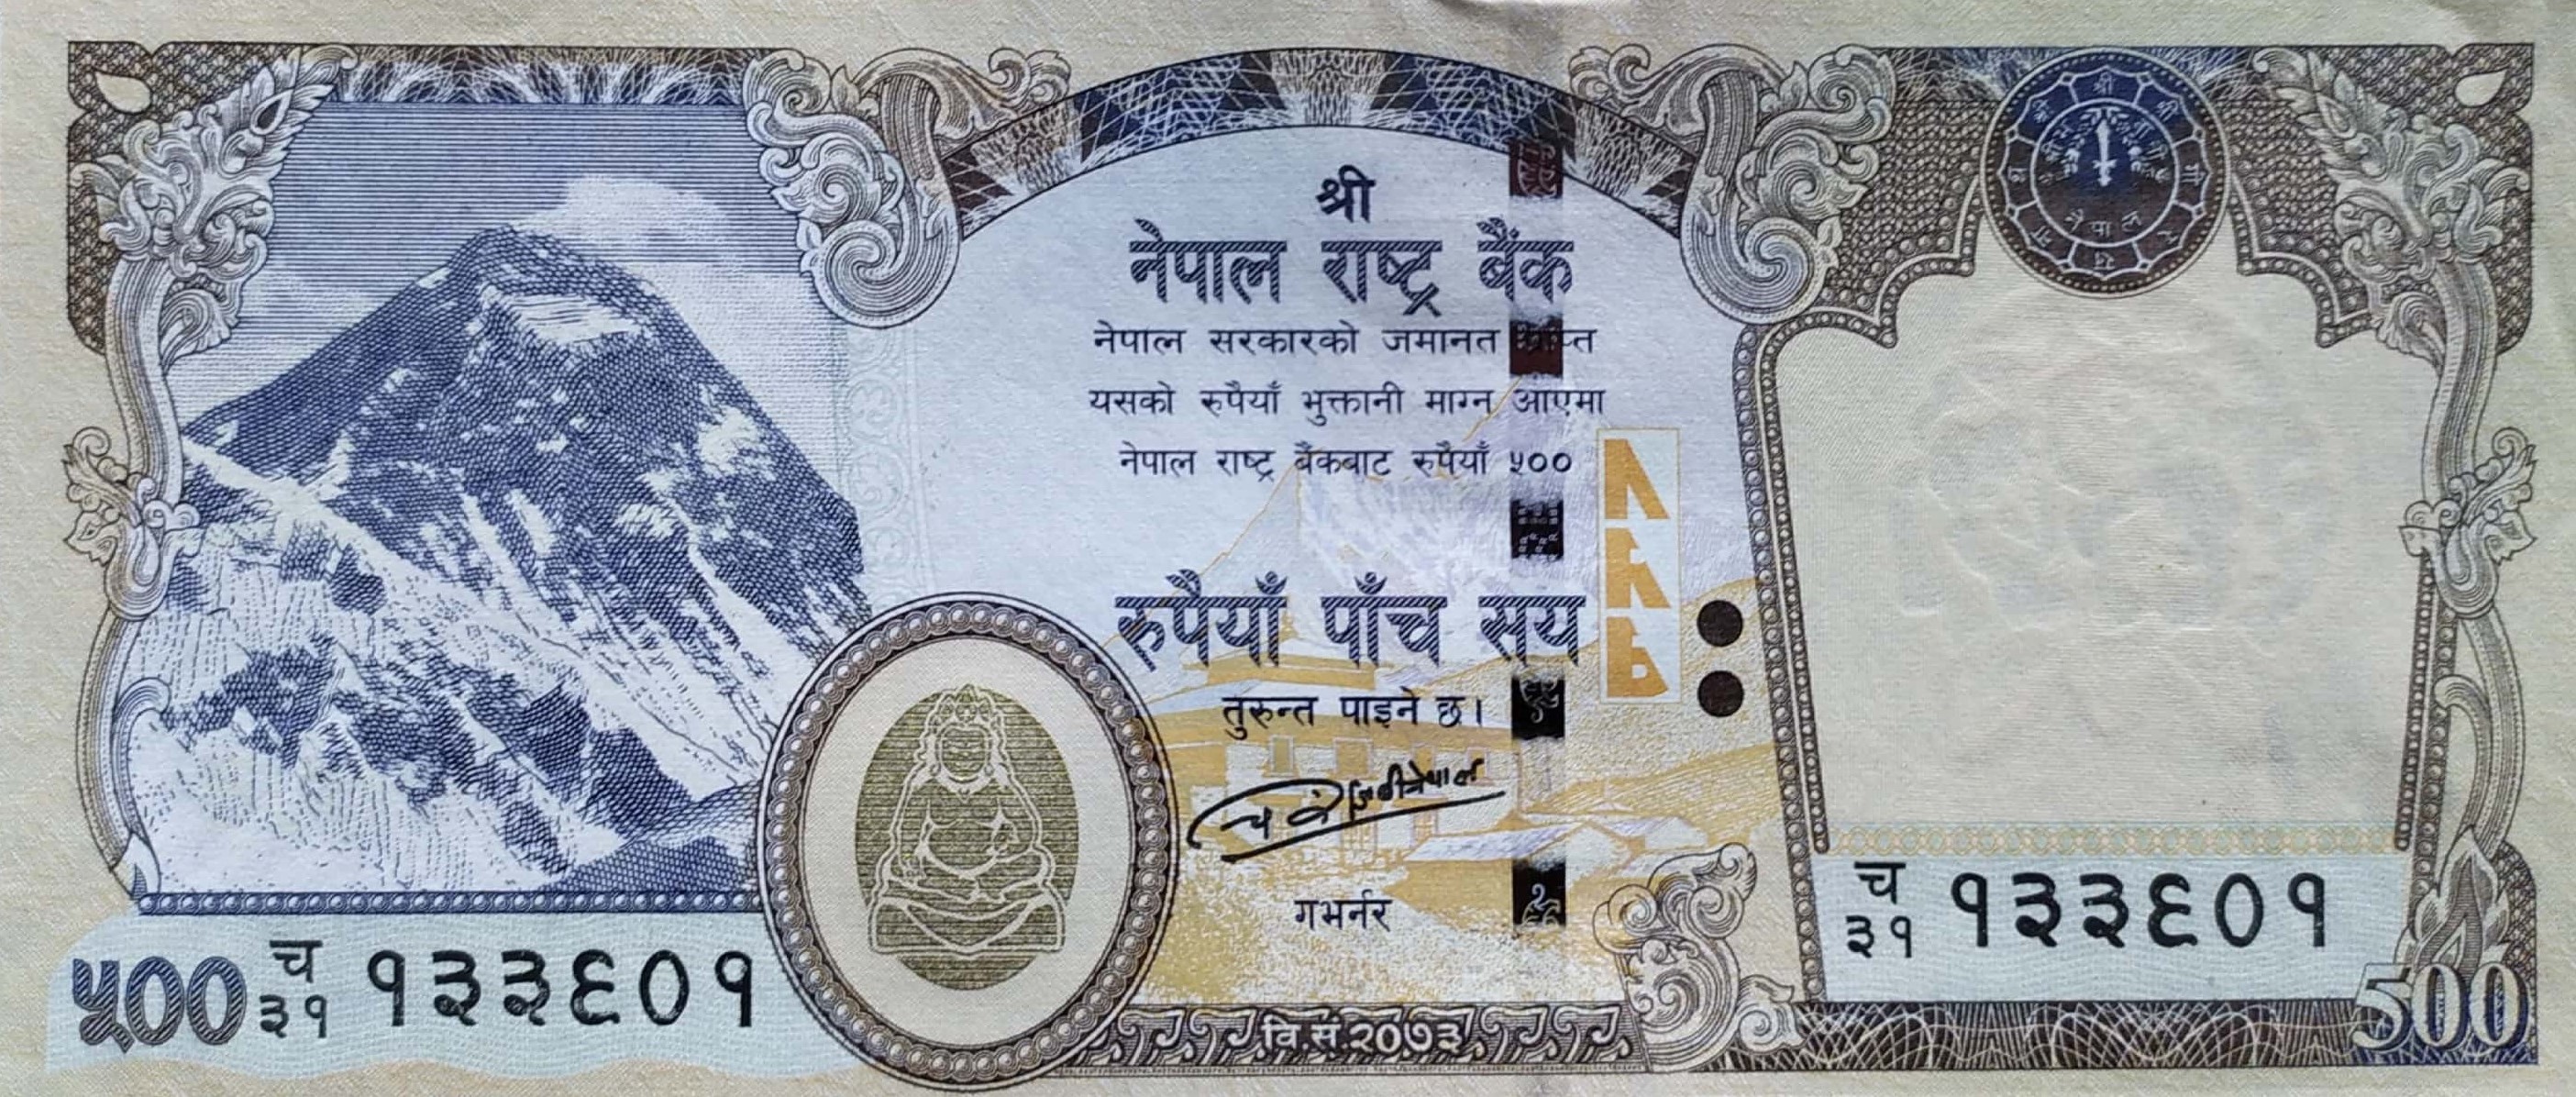 श्री
नेपाल राष्ट्र बैंक
नेपाल सरकारको जमानत प्राप्त
यसको रुपैयाँ भुक्तानी माग्न आएमा
नेपाल राष्ट्र बैंकबाट रुपैयाँ ५००
रुपैयाँ पाँच सय
तुरुन्त पाइने छ।
गभर्नर
५०० च ३१ १३३६०१
वि.सं.२०७३
च ३१ १३३६०१
500